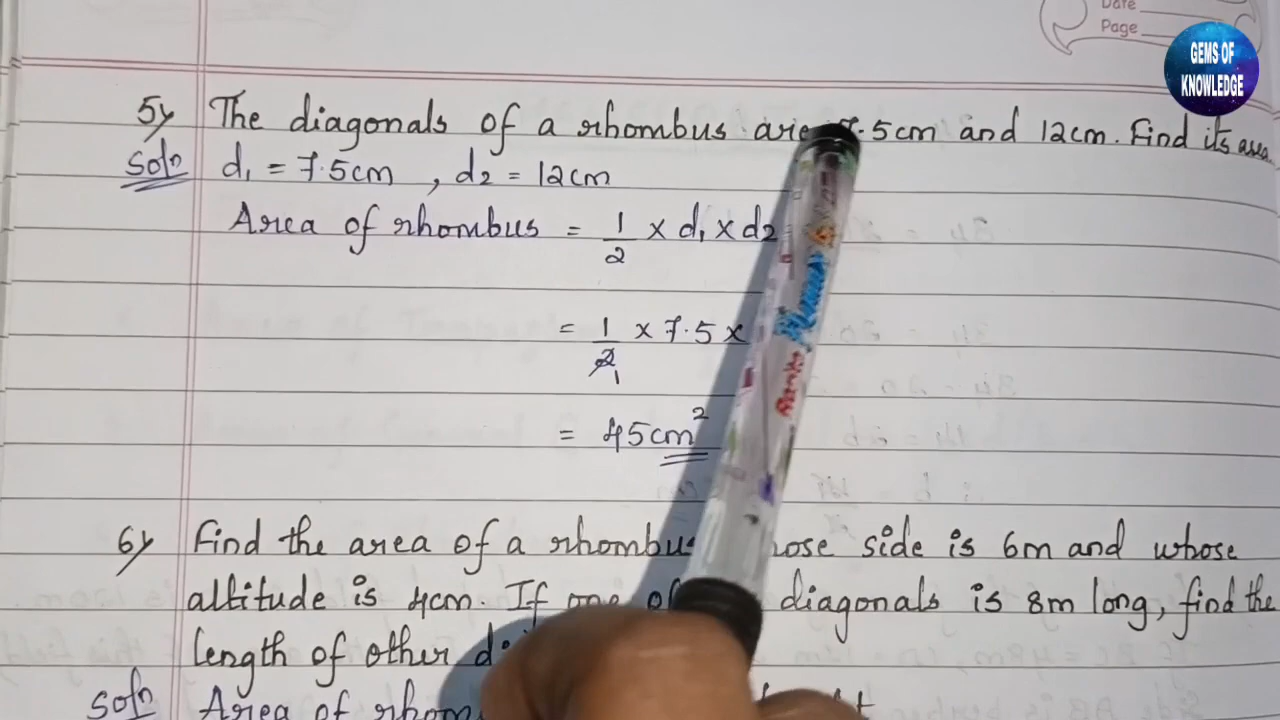 Date
Page
GEMS OF
KNOWLEDGE
5) The diagonals of a rhombus are 7.5cm and 12cm. Find its area.
Soln d₁ = 7.5cm , d₂ = 12cm
Area of rhombus = 1/2 × d₁ × d₂
= 1/2 1 × 7.5 ×
= 45cm²
6) Find the area of a rhombus whose side is 6m and whose
altitude is 4cm. If one of diagonals is 8m long, find the
length of other
Soln Area of